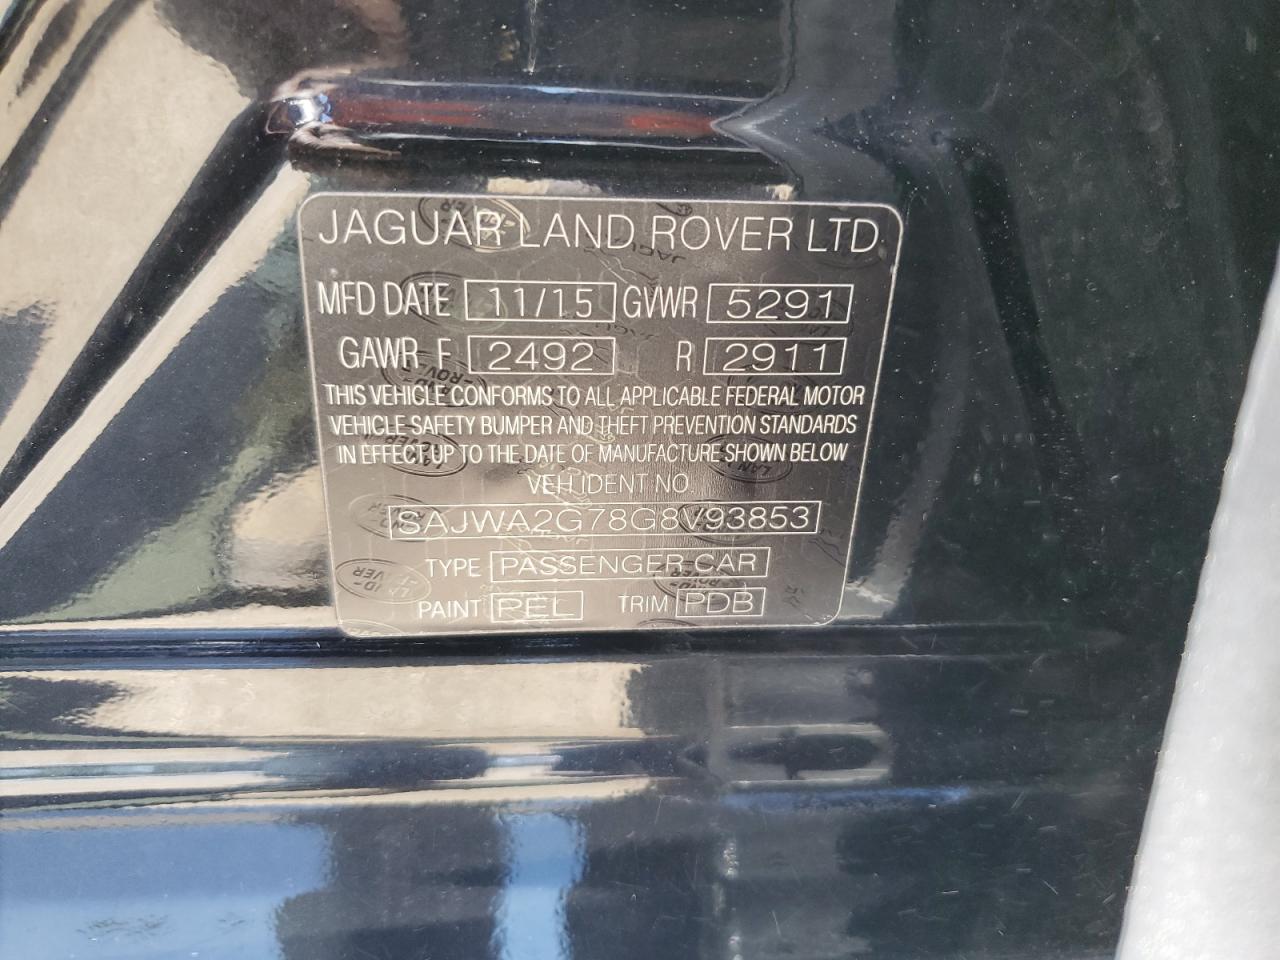 JAGUAR LAND ROVER LTD
MFD DATE 11/15 GVWR 5291
GAWR F 2492 R 2911
THIS VEHICLE CONFORMS TO ALL APPLICABLE FEDERAL MOTOR
VEHICLE SAFETY BUMPER AND THEFT PREVENTION STANDARDS
IN EFFECT UP TO THE DATE OF MANUFACTURE SHOWN BELOW
VEH IDENT NO.
SAJWA2G78G8V93853
TYPE PASSENGER CAR
PAINT PEL TRIM PDB